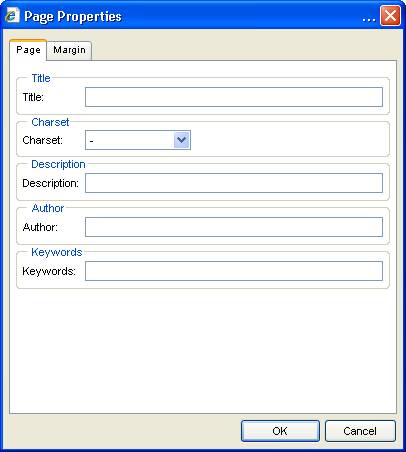 Page Properties ...
Page Margin
Title
Title:
Charset
Charset: -
Description
Description:
Author
Author:
Keywords
Keywords:
OK Cancel